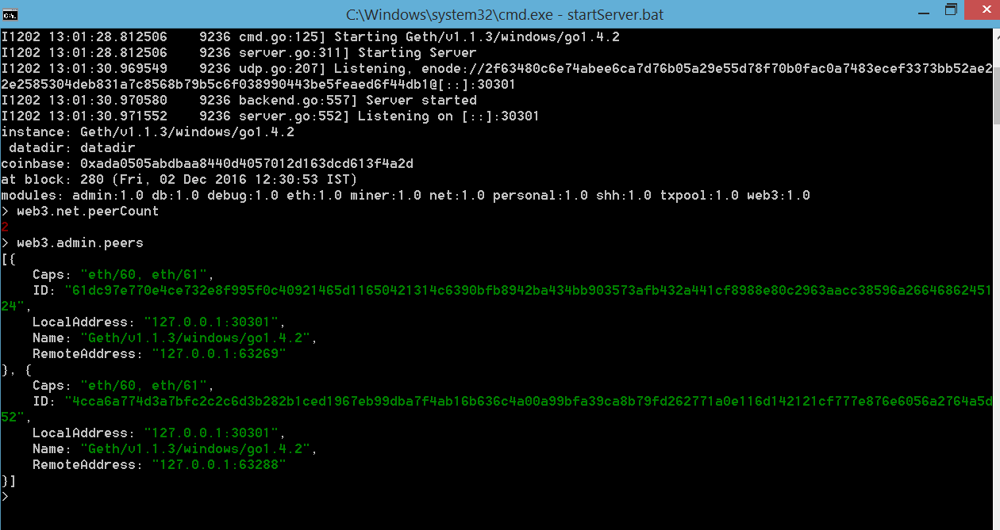 C:\Windows\system32\cmd.exe - startServer.bat
I1202 13:01:28.812506    9236 cmd.go:125] Starting Geth/v1.1.3/windows/go1.4.2
I1202 13:01:28.812506    9236 server.go:311] Starting Server
I1202 13:01:30.969549    9236 udp.go:207] Listening, enode://2f63480c6e74abee6ca7d76b05a29e55d78f70b0fac0a7483ecef3373bb52ae2
2e2585304deb831a7c8568b79b5c6f038990443be5feaed6f44db1@[::]:30301
I1202 13:01:30.970580    9236 backend.go:557] Server started
I1202 13:01:30.971552    9236 server.go:552] Listening on [::]:30301
instance: Geth/v1.1.3/windows/go1.4.2
 datadir: datadir
coinbase: 0xada0505abdbaa8440d4057012d163dcd613f4a2d
at block: 280 (Fri, 02 Dec 2016 12:30:53 IST)
modules: admin:1.0 db:1.0 debug:1.0 eth:1.0 miner:1.0 net:1.0 personal:1.0 shh:1.0 txpool:1.0 web3:1.0
> web3.net.peerCount
2
> web3.admin.peers
[{
    Caps: "eth/60, eth/61",
    ID: "61dc97e770e4ce732e8f995f0c40921465d11650421314c6390bfb8942ba434bb903573afb432a441cf8988e80c2963aacc38596a26646862451
24",
    LocalAddress: "127.0.0.1:30301",
    Name: "Geth/v1.1.3/windows/go1.4.2",
    RemoteAddress: "127.0.0.1:63269"
}, {
    Caps: "eth/60, eth/61",
    ID: "4cca6a774d3a7bfc2c2c6d3b282b1ced1967eb99dba7f4ab16b636c4a00a99bfa39ca8b79fd262771a0e116d142121cf777e876e6056a2764a5d
52",
    LocalAddress: "127.0.0.1:30301",
    Name: "Geth/v1.1.3/windows/go1.4.2",
    RemoteAddress: "127.0.0.1:63288"
}]
>